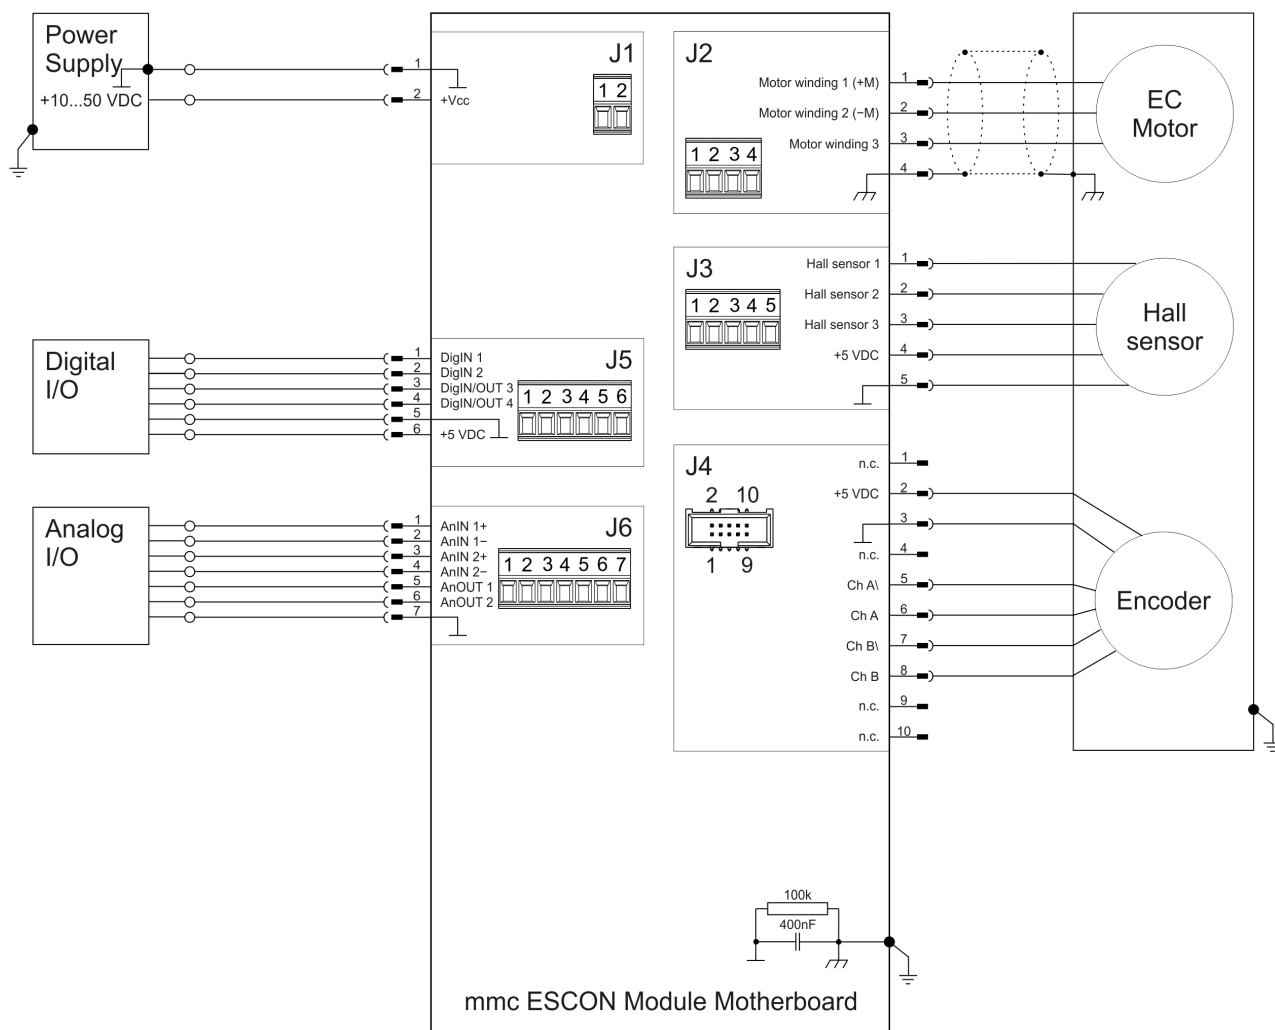 Power
Supply
+10...50 VDC
1
2
+Vcc
J1
1 2
J2
Motor winding 1 (+M)
Motor winding 2 (−M)
Motor winding 3
1 2 3 4
1
2
3
4
EC
Motor
J3
Hall sensor 1
Hall sensor 2
Hall sensor 3
+5 VDC
1 2 3 4 5
1
2
3
4
5
Hall
sensor
Digital
I/O
1
2
3
4
5
6
DigIN 1
DigIN 2
DigIN/OUT 3
DigIN/OUT 4
+5 VDC
J5
1 2 3 4 5 6
J4
2 10
1 9
n.c.
+5 VDC
n.c.
Ch A\
Ch A
Ch B\
Ch B
n.c.
n.c.
1
2
3
4
5
6
7
8
9
10
Encoder
Analog
I/O
1
2
3
4
5
6
7
AnIN 1+
AnIN 1−
AnIN 2+
AnIN 2−
AnOUT 1
AnOUT 2
J6
1 2 3 4 5 6 7
100k
400nF
mmc ESCON Module Motherboard